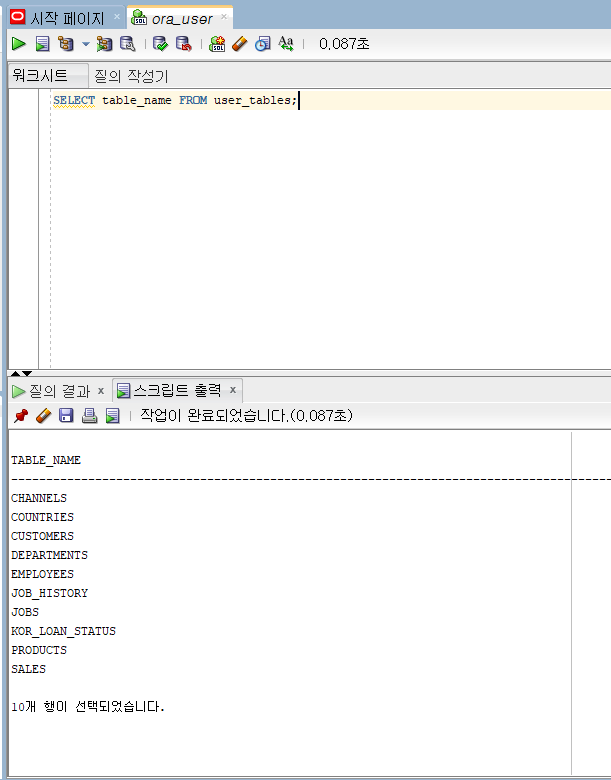 시작 페이지 ora_user
0.087초
워크시트 질의 작성기
SELECT table_name FROM user_tables;
질의 결과 x 스크립트 출력 x
작업이 완료되었습니다.(0.087초)
TABLE_NAME
--------------------------------------------------------------------------------
CHANNELS
COUNTRIES
CUSTOMERS
DEPARTMENTS
EMPLOYEES
JOB_HISTORY
JOBS
KOR_LOAN_STATUS
PRODUCTS
SALES
10개 행이 선택되었습니다.